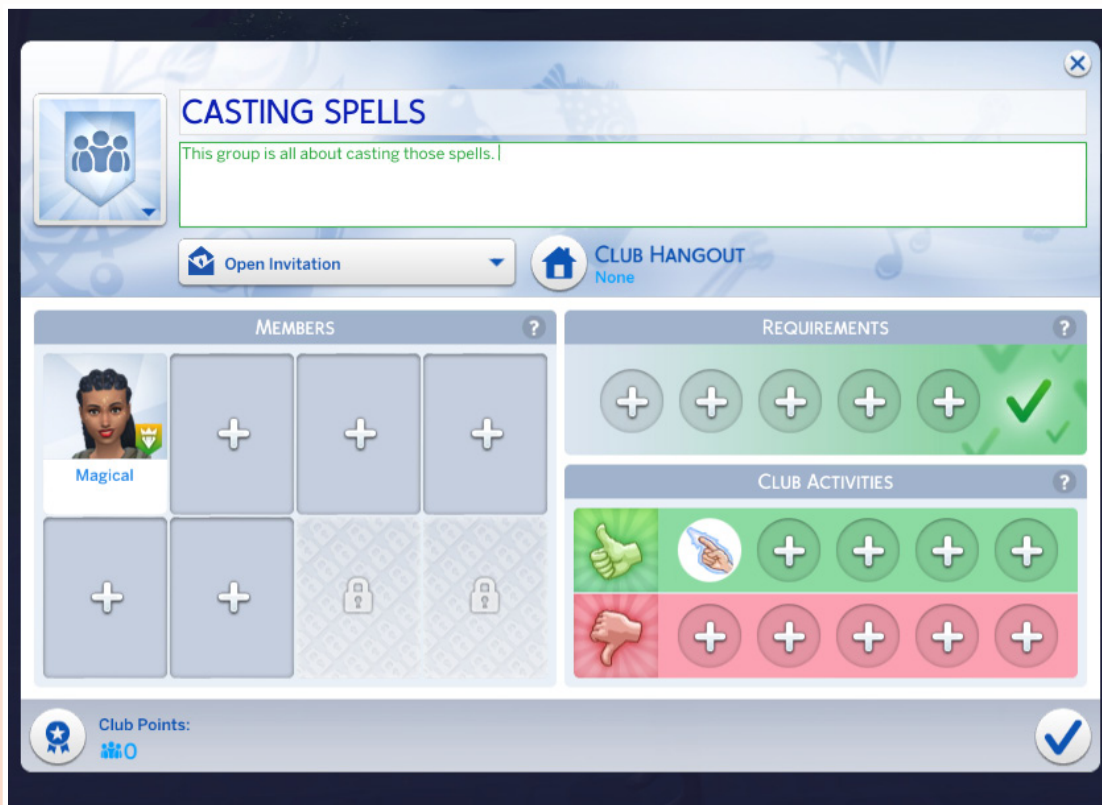 CASTING SPELLS
This group is all about casting those spells.
Open Invitation
CLUB HANGOUT
None
MEMBERS
?
REQUIREMENTS
?
Magical
CLUB ACTIVITIES
?
Club Points:
0